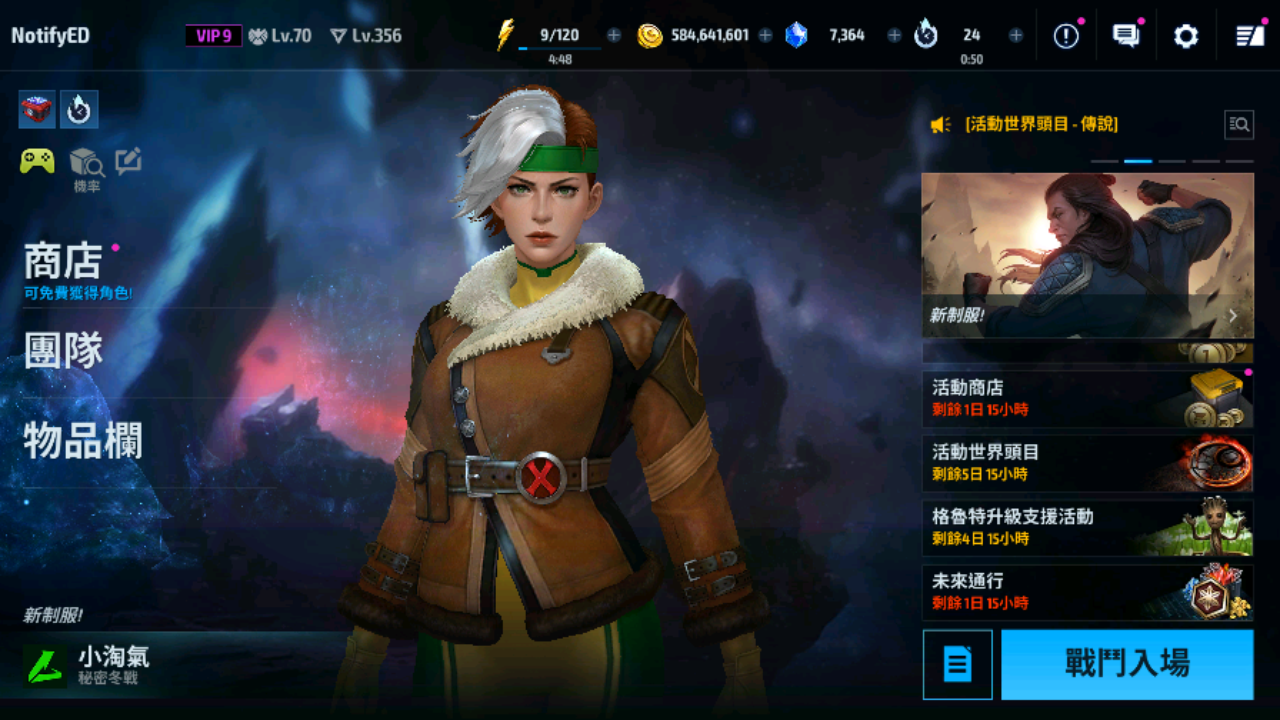 NotifyED
VIP 9
Lv.70
Lv.356
9/120
4:48
584,641,601
7,364
24
0:50
機率
商店
可免費獲得角色!
團隊
物品欄
新制服!
小淘氣
秘密冬戰
[活動世界頭目 - 傳說]
新制服!
活動商店
剩餘1日 15小時
活動世界頭目
剩餘5日 15小時
格魯特升級支援活動
剩餘4日 15小時
未來通行
剩餘1日 15小時
戰鬥入場